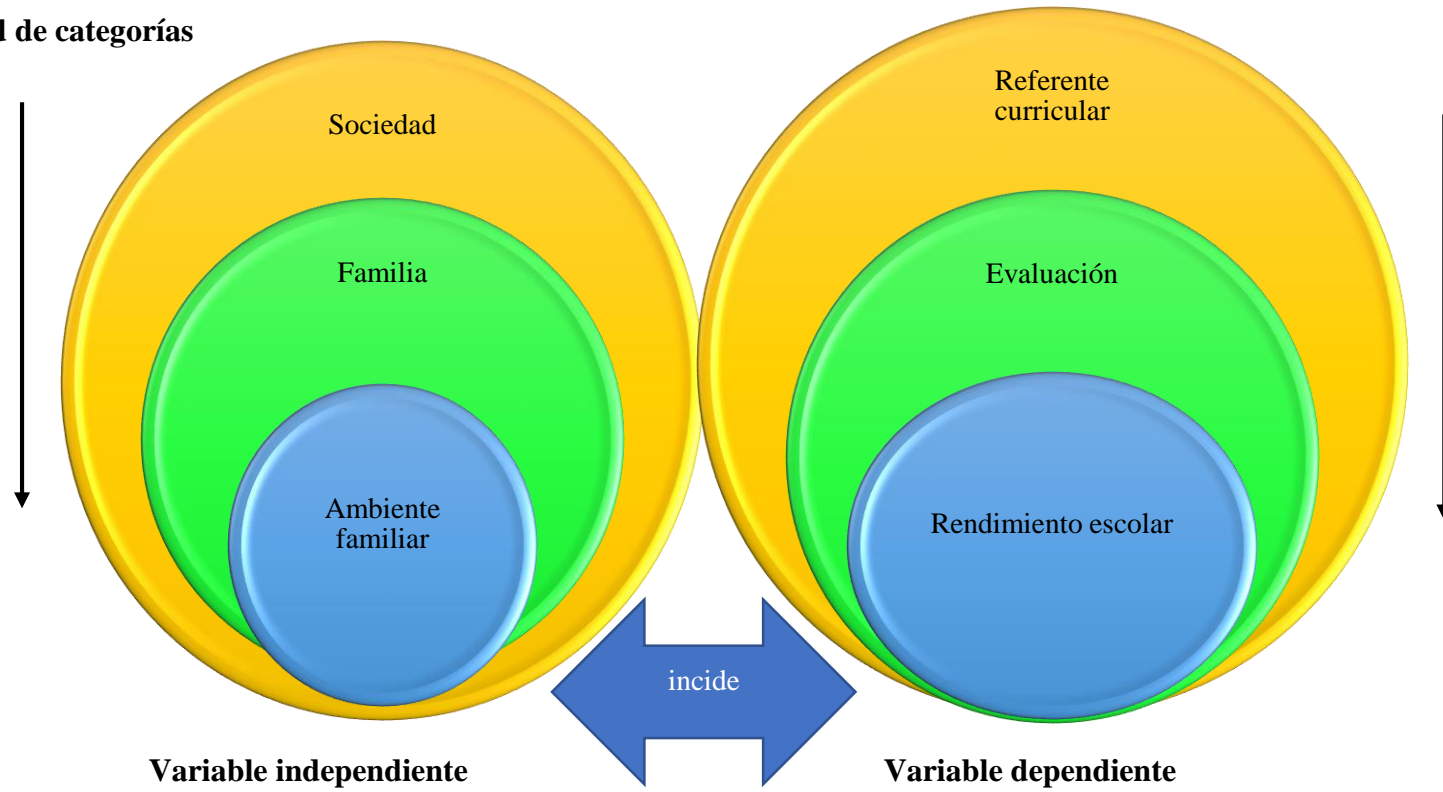 de categorías
Sociedad
Familia
Ambiente
familiar
Referente
curricular
Evaluación
Rendimiento escolar
incide
Variable independiente
Variable dependiente